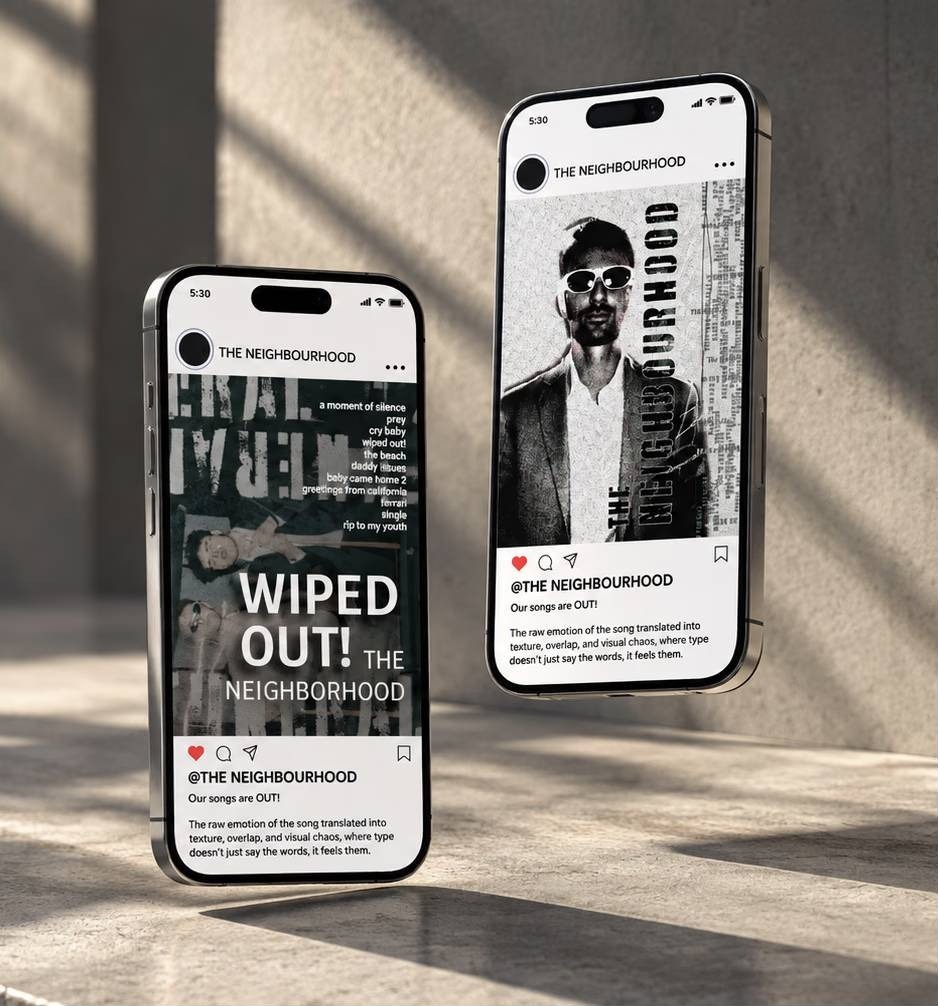 5:30
THE NEIGHBOURHOOD
a moment of silence
prey
cry baby
wiped out!
the beach
daddy issues
baby came home 2
greetings from california
ferrari
single
rip to my youth
WIPED
OUT! THE
NEIGHBORHOOD
@THE NEIGHBOURHOOD
Our songs are OUT!
The raw emotion of the song translated into
texture, overlap, and visual chaos, where type
doesn't just say the words, it feels them.
5:30
THE NEIGHBOURHOOD
THE
NEIGHBOURHOOD
@THE NEIGHBOURHOOD
Our songs are OUT!
The raw emotion of the song translated into
texture, overlap, and visual chaos, where type
doesn't just say the words, it feels them.